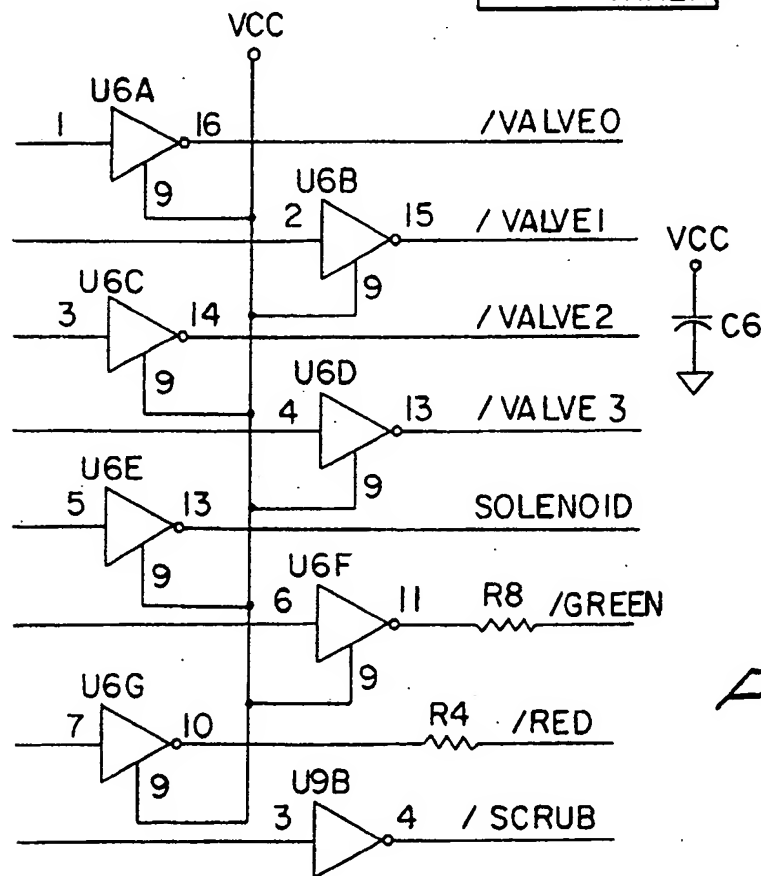 VCC
U6A
1 16 /VALVE0
9
U6B
2 15 /VALVE1
9
VCC
C6
U6C
3 14 /VALVE2
9
U6D
4 13 /VALVE 3
9
U6E
5 13 SOLENOID
9
U6F
6 11 R8 /GREEN
9
U6G
7 10 R4 /RED
9
U9B
3 4 /SCRUB